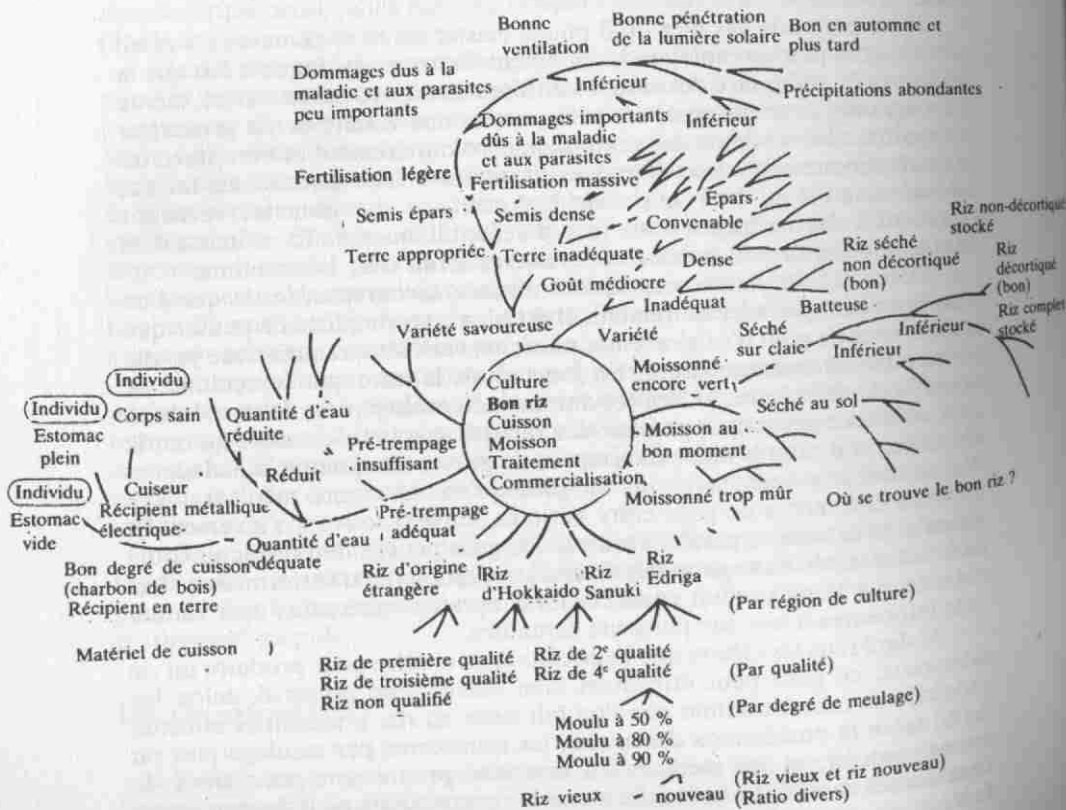 Bonne
ventilation
Bonne pénétration
de la lumière solaire
Bon en automne et
plus tard
Dommages dus à la
maladie et aux parasites
peu importants
Inférieur
Précipitations abondantes
Dommages importants
dûs à la maladie
et aux parasites
Inférieur
Fertilisation légère
Fertilisation massive
Épars
Semis épars
Semis dense
Convenable
Riz non-décortiqué
stocké
Terre appropriée
Terre inadéquate
Dense
Riz séché
non décortiqué
(bon)
Riz
décortiqué
(bon)
Goût médiocre
Inadéquat
Batteuse
Riz complet
stocké
Variété savoureuse
Variété
Séché
sur claie
Inférieur
Inférieur
Moissonné
encore vert
Individu
Culture
Bon riz
Cuisson
Moisson
Traitement
Commercialisation
Individu
Corps sain
Quantité d'eau
réduite
Séché au sol
Estomac
plein
Pré-trempage
insuffisant
Moisson au
bon moment
Individu
Cuiseur
Réduit
Moissonné trop mûr
Où se trouve le bon riz ?
Récipient métallique
électrique
Estomac
vide
Pré-trempage
adéquat
Quantité d'eau
adéquate
Bon degré de cuisson
(charbon de bois)
Récipient en terre
Riz d'origine
étrangère
Riz
d'Hokkaido
Riz
Sanuki
Riz
Edriga
(Par région de culture)
Matériel de cuisson
Riz de première qualité
Riz de troisième qualité
Riz non qualifié
Riz de 2e qualité
Riz de 4e qualité
(Par qualité)
(Par degré de meulage)
Moulu à 50 %
Moulu à 80 %
Moulu à 90 %
Riz vieux
nouveau
(Riz vieux et riz nouveau)
(Ratio divers)